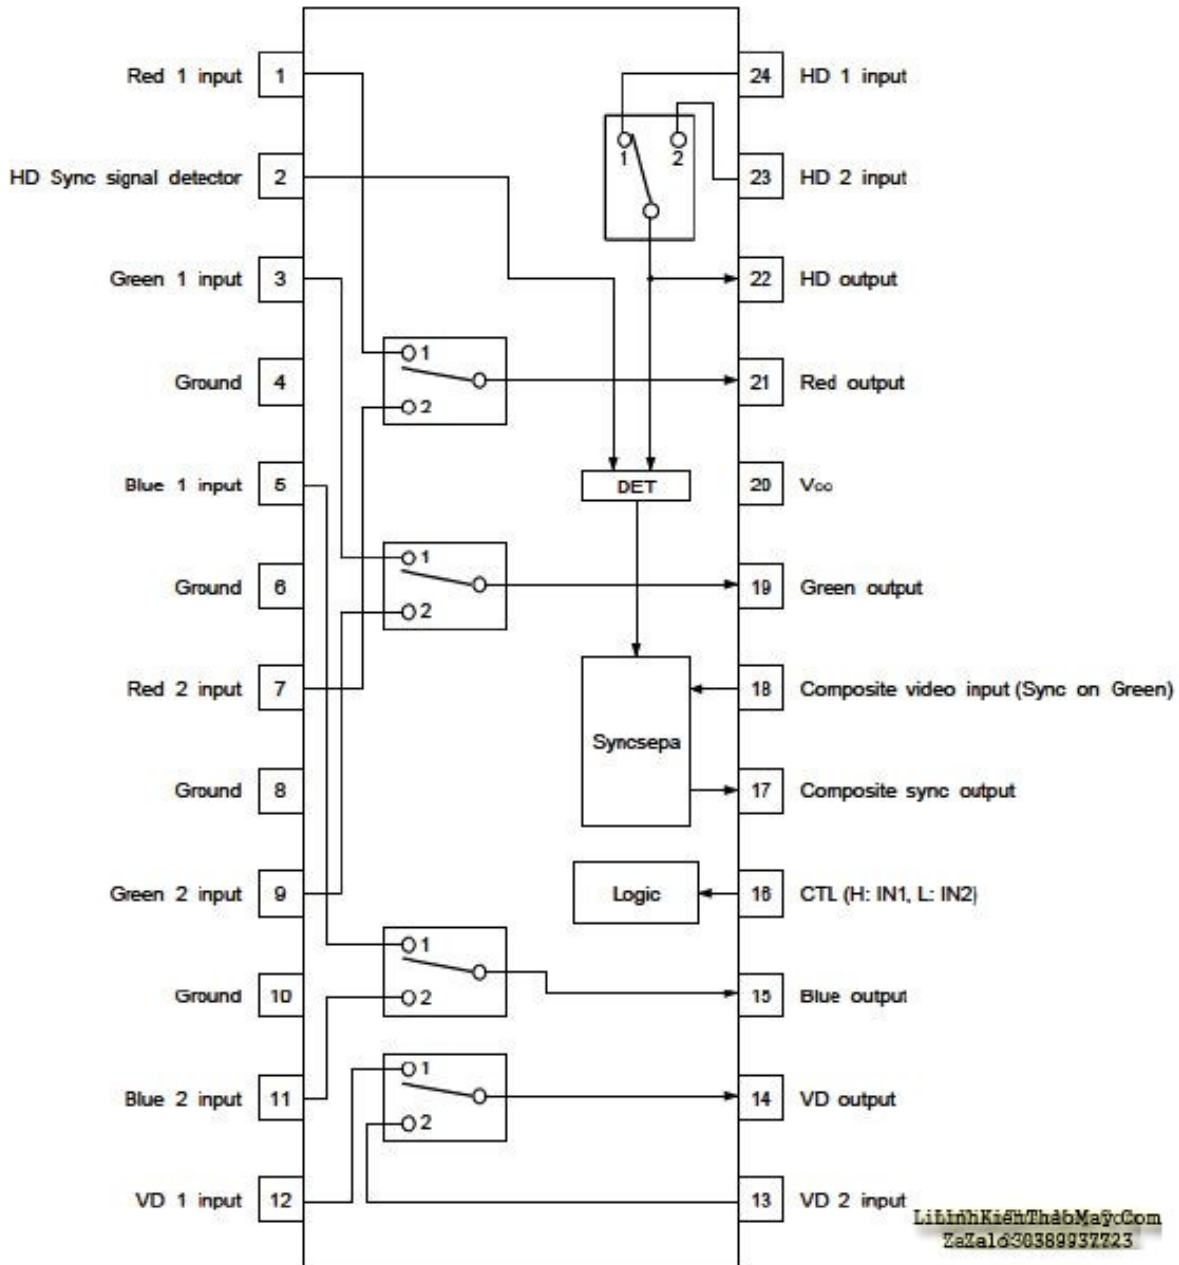 Red 1 input 1
24 HD 1 input
1 2
HD Sync signal detector 2
23 HD 2 input
Green 1 input 3
22 HD output
1
Ground 4
21 Red output
2
Blue 1 input 5
DET
20 Vcc
1
Ground 6
19 Green output
2
Red 2 input 7
18 Composite video input (Sync on Green)
Syncsepa
Ground 8
17 Composite sync output
Green 2 input 9
Logic
16 CTL (H: IN1, L: IN2)
1
Ground 10
2
15 Blue output
1
Blue 2 input 11
14 VD output
2
VD 1 input 12
13 VD 2 input